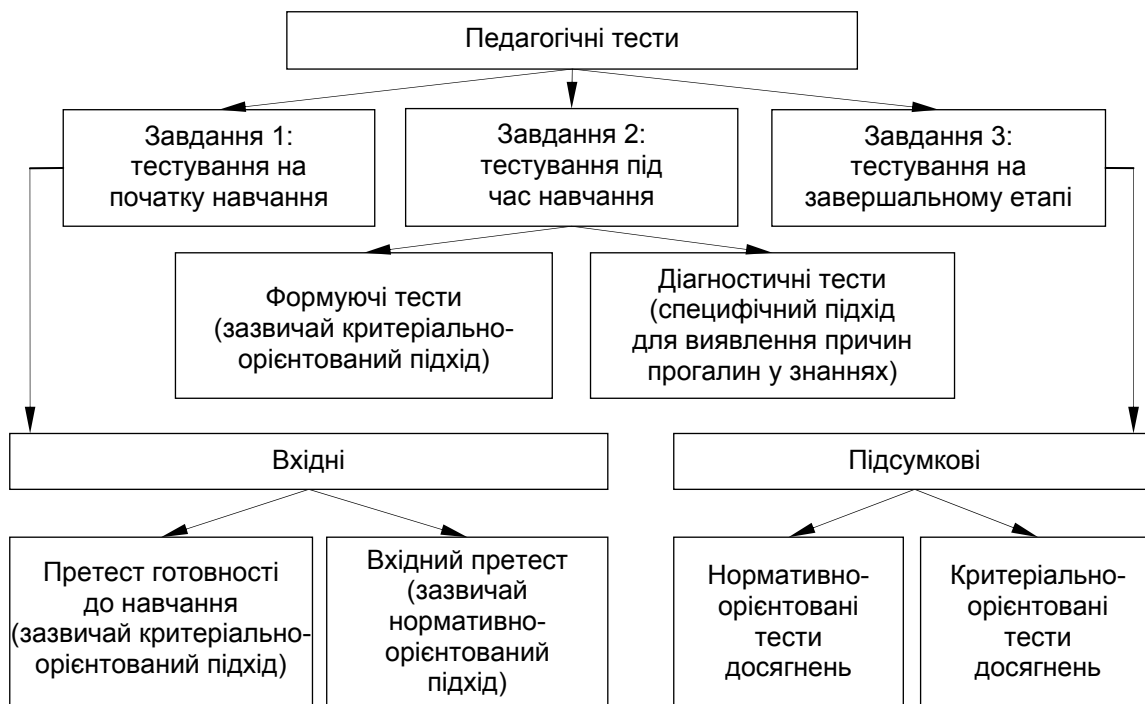 Педагогічні тести
Завдання 1:
тестування на
початку навчання
Завдання 2:
тестування під
час навчання
Завдання 3:
тестування на
завершальному етапі
Формуючі тести
(зазвичай критеріально-
орієнтований підхід)
Діагностичні тести
(специфічний підхід
для виявлення причин
прогалин у знаннях)
Вхідні
Підсумкові
Претест готовності
до навчання
(зазвичай критеріально-
орієнтований підхід)
Вхідний претест
(зазвичай
нормативно-
орієнтований
підхід)
Нормативно-
орієнтовані
тести
досягнень
Критеріально-
орієнтовані
тести
досягнень